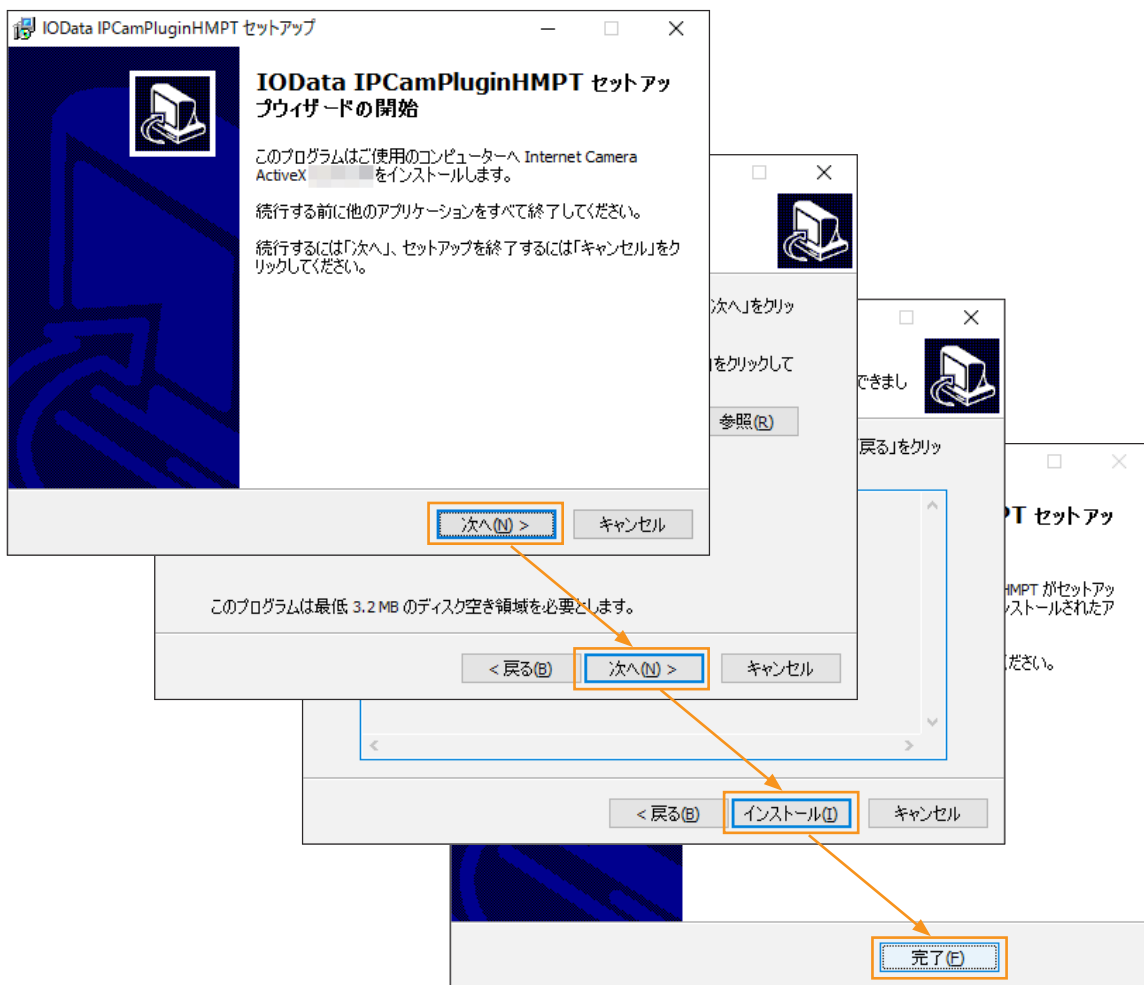 IOData IPCamPluginHMPT セットアップ
IOData IPCamPluginHMPT セットアッ
プウィザードの開始
このプログラムはご使用のコンピューターへ Internet Camera
ActiveX をインストールします。
続行する前に他のアプリケーションをすべて終了してください。
続行するには「次へ」、セットアップを終了するには「キャンセル」をク
リックしてください。
次へ(N) >
キャンセル
次へ」をクリッ
」をクリックして
参照(R)
このプログラムは最低 3.2 MB のディスク空き領域を必要とします。
< 戻る(B)
次へ(N) >
キャンセル
できまし
戻る」をクリッ
< 戻る(B)
インストール(I)
キャンセル
PT セットアッ
HMPT がセットアッ
ンストールされたア
ください。
完了(F)